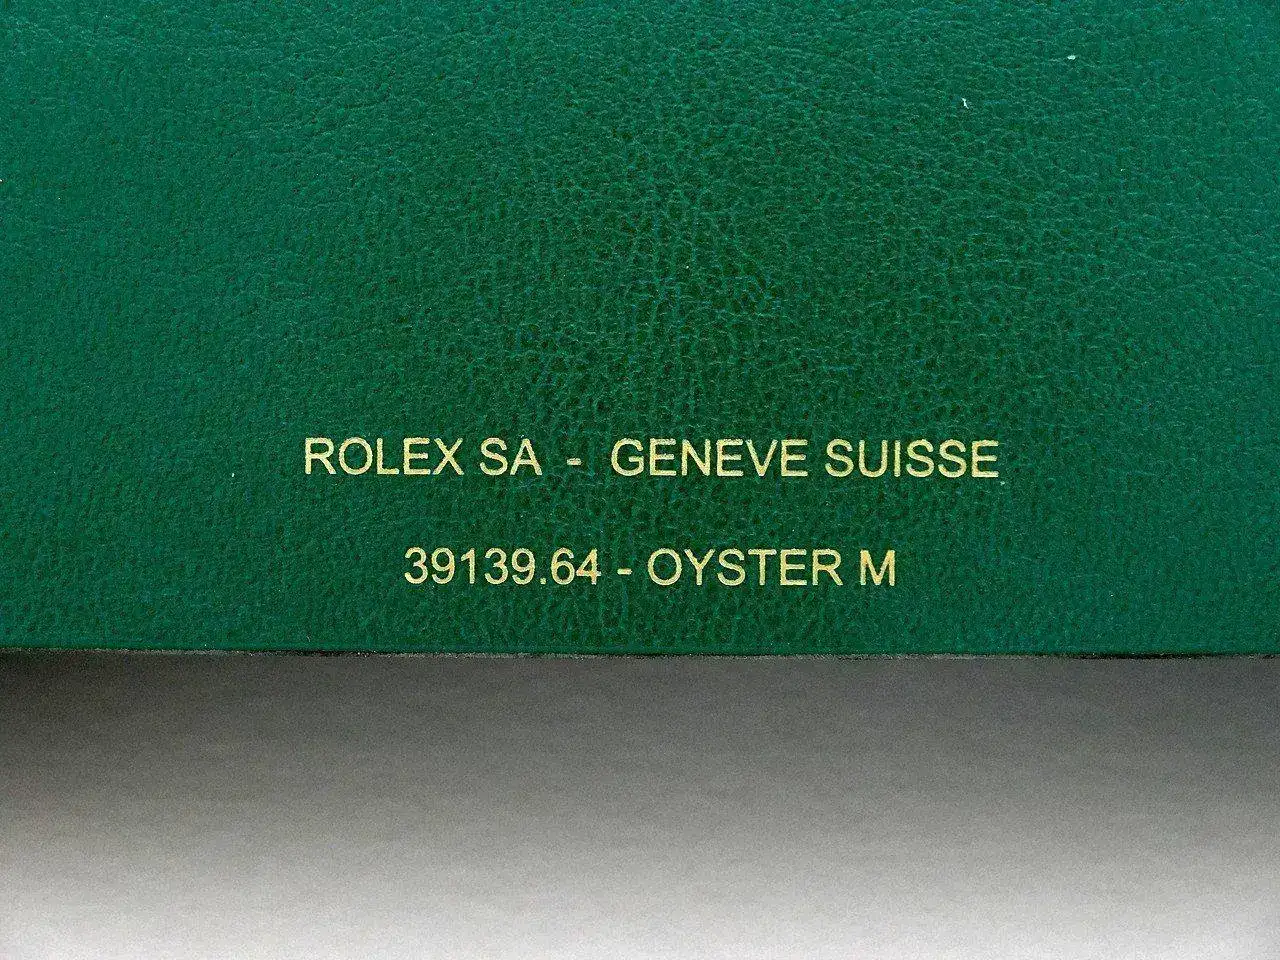 ROLEX SA - GENEVE SUISSE
39139.64 - OYSTER M